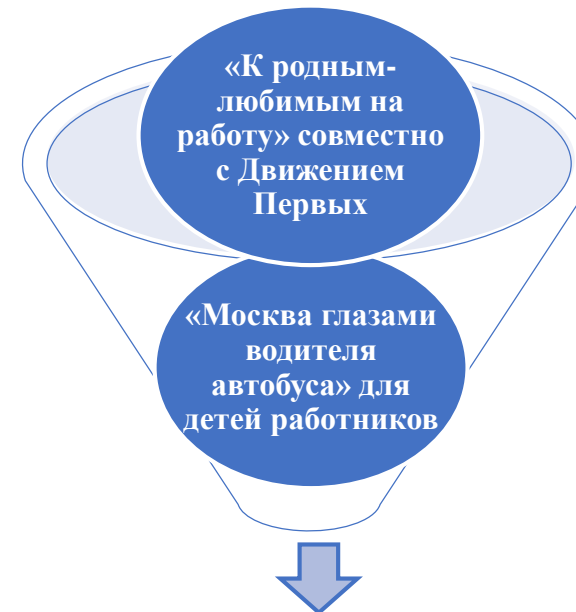 «К родным-
любимым на
работу» совместно
с Движением
Первых
«Москва глазами
водителя
автобуса» для
детей работников